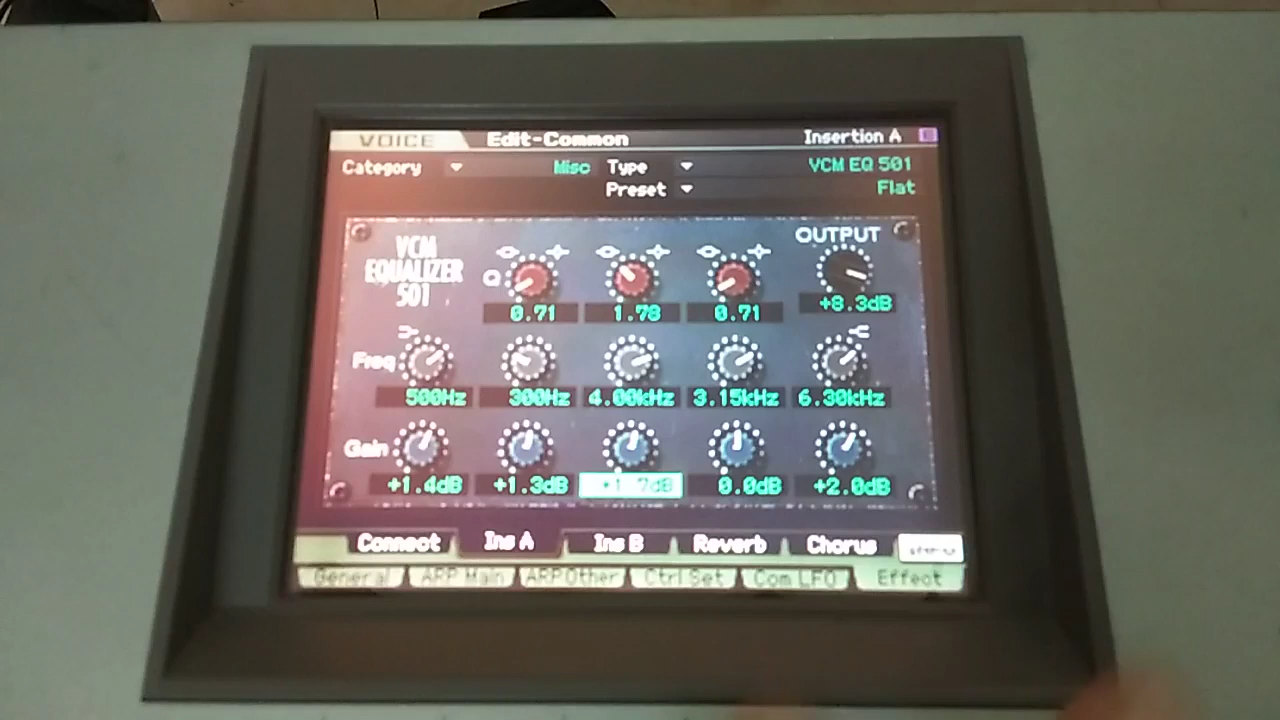 VOICE Edit-Common Insertion A
Category Misc Type VCM EQ 501
Preset Flat
OUTPUT
VCM
EQUALIZER
501
Q
0.71 1.78 0.71 +8.3dB
Freq
500Hz 300Hz 4.00kHz 3.15kHz 6.30kHz
Gain
+1.4dB +1.3dB +1.7dB 0.0dB +2.0dB
Connect Ins A Ins B Reverb Chorus
General ARP Main ARP Other Ctrl Set Com LFO Effect